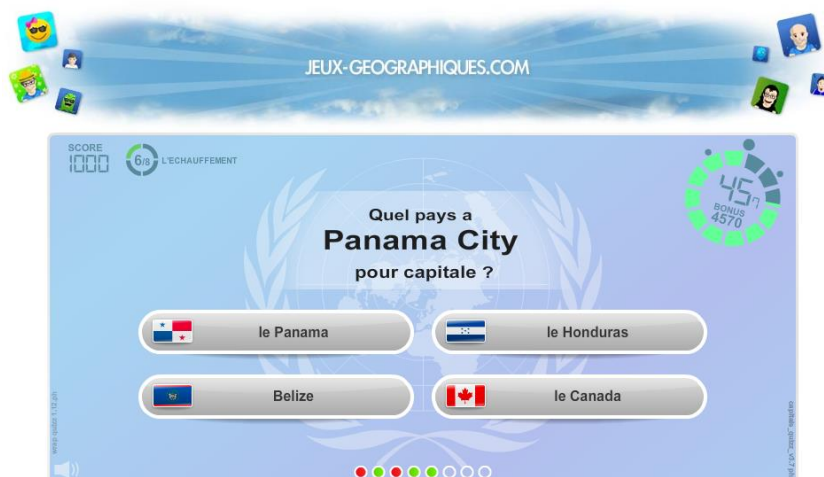 JEUX-GEOGRAPHIQUES.COM
SCORE
1000
6/8 L'ECHAUFFEMENT
457
BONUS
4570
Quel pays a
Panama City
pour capitale ?
le Panama
le Honduras
Belize
le Canada